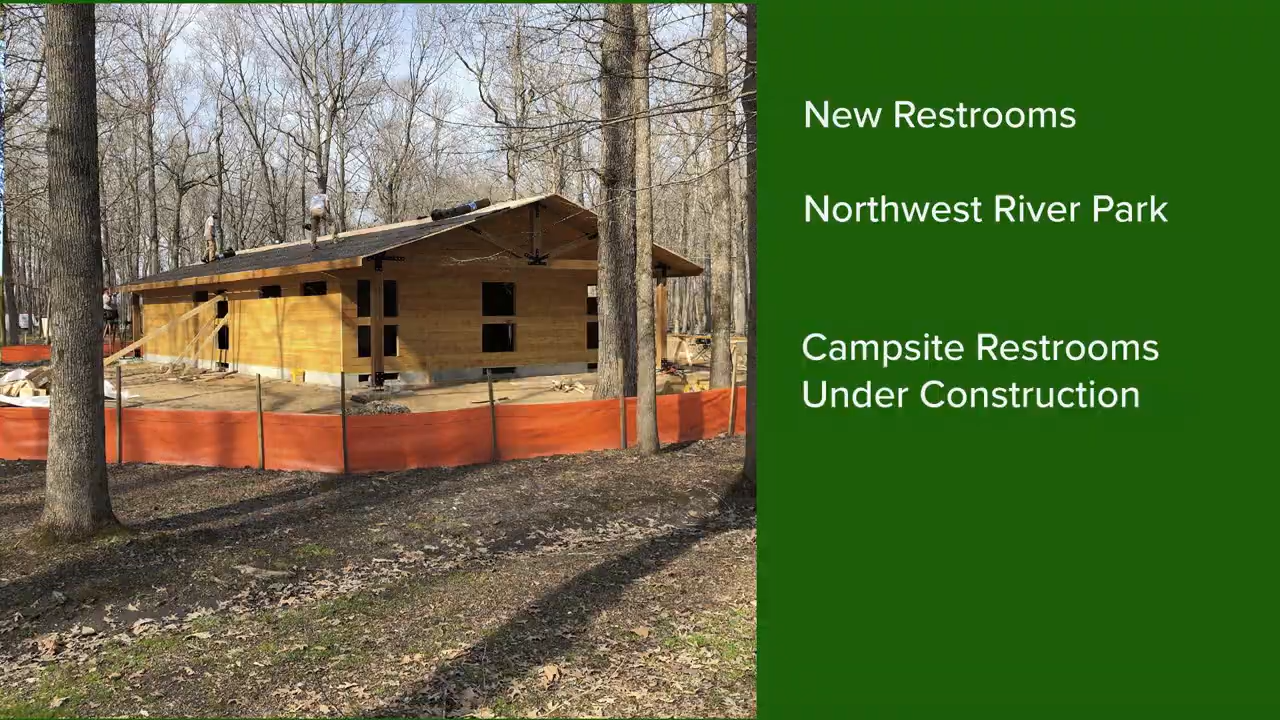 New Restrooms
Northwest River Park
Campsite Restrooms
Under Construction